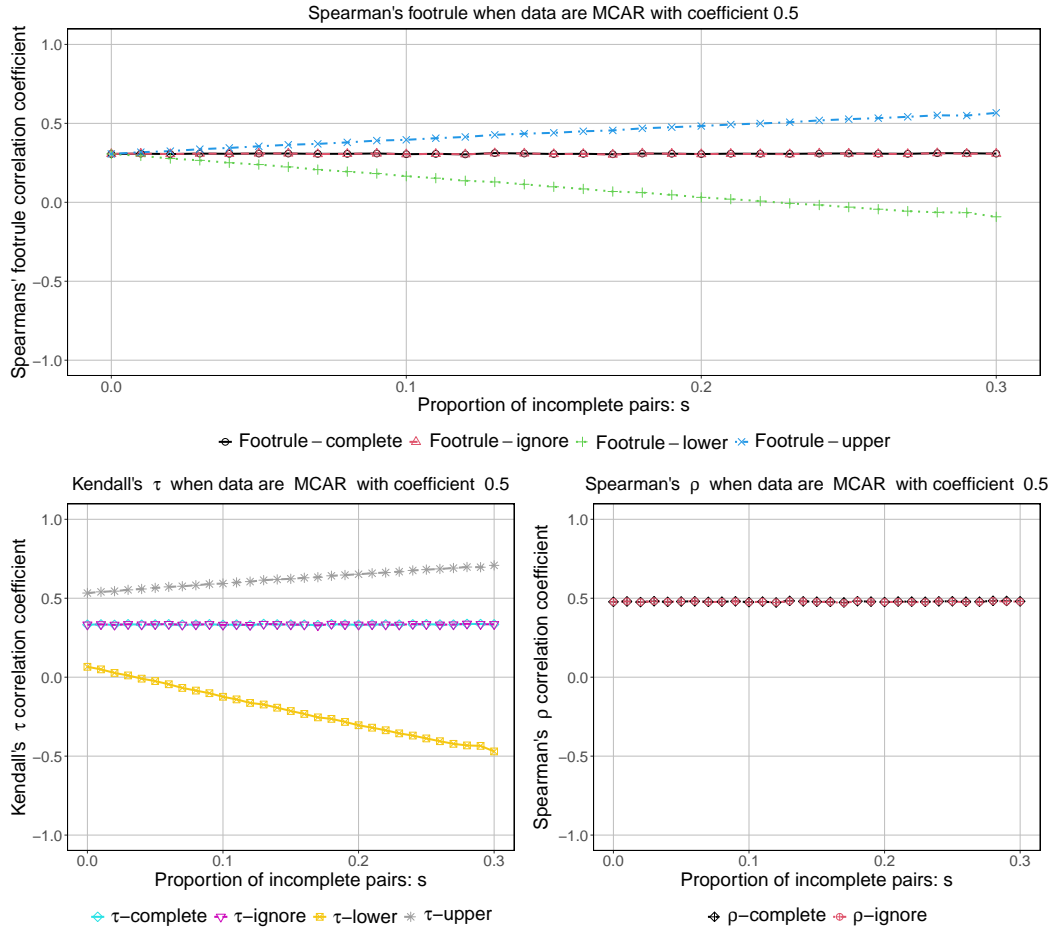 Spearman's footrule when data are MCAR with coefficient 0.5
Spearmans' footrule correlation coefficient
1.0
0.5
0.0
−0.5
−1.0
0.0 0.1 0.2 0.3
Proportion of incomplete pairs: s
Footrule−complete Footrule−ignore Footrule−lower Footrule−upper
Kendall's τ when data are MCAR with coefficient 0.5
Kendall's τ correlation coefficient
1.0
0.5
0.0
−0.5
−1.0
0.0 0.1 0.2 0.3
Proportion of incomplete pairs: s
τ−complete τ−ignore τ−lower τ−upper
Spearman's ρ when data are MCAR with coefficient 0.5
Spearman's ρ correlation coefficient
1.0
0.5
0.0
−0.5
−1.0
0.0 0.1 0.2 0.3
Proportion of incomplete pairs: s
ρ−complete ρ−ignore